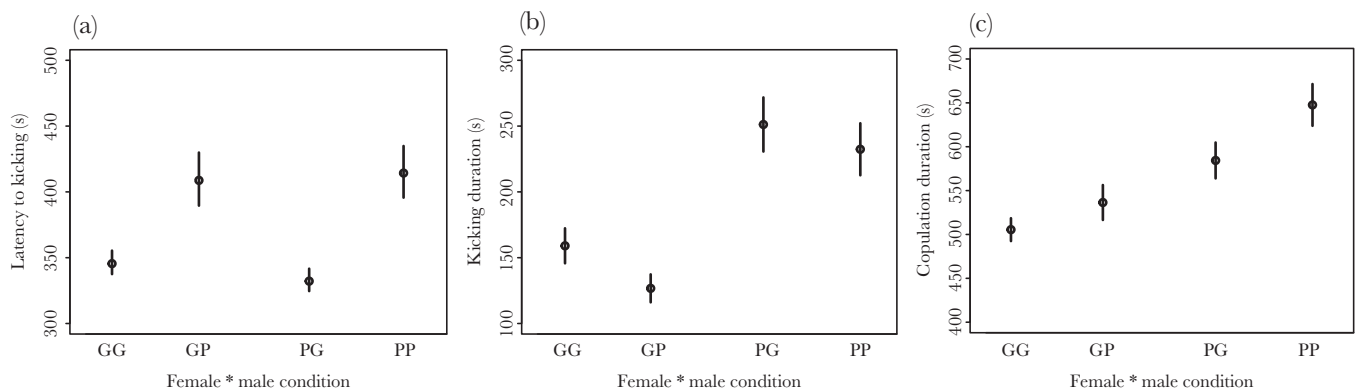 (a)
Latency to kicking (s)
500
450
400
350
300
GG GP PG PP
Female * male condition
(b)
Kicking duration (s)
300
250
200
150
100
GG GP PG PP
Female * male condition
(c)
Copulation duration (s)
700
650
600
550
500
450
400
GG GP PG PP
Female * male condition